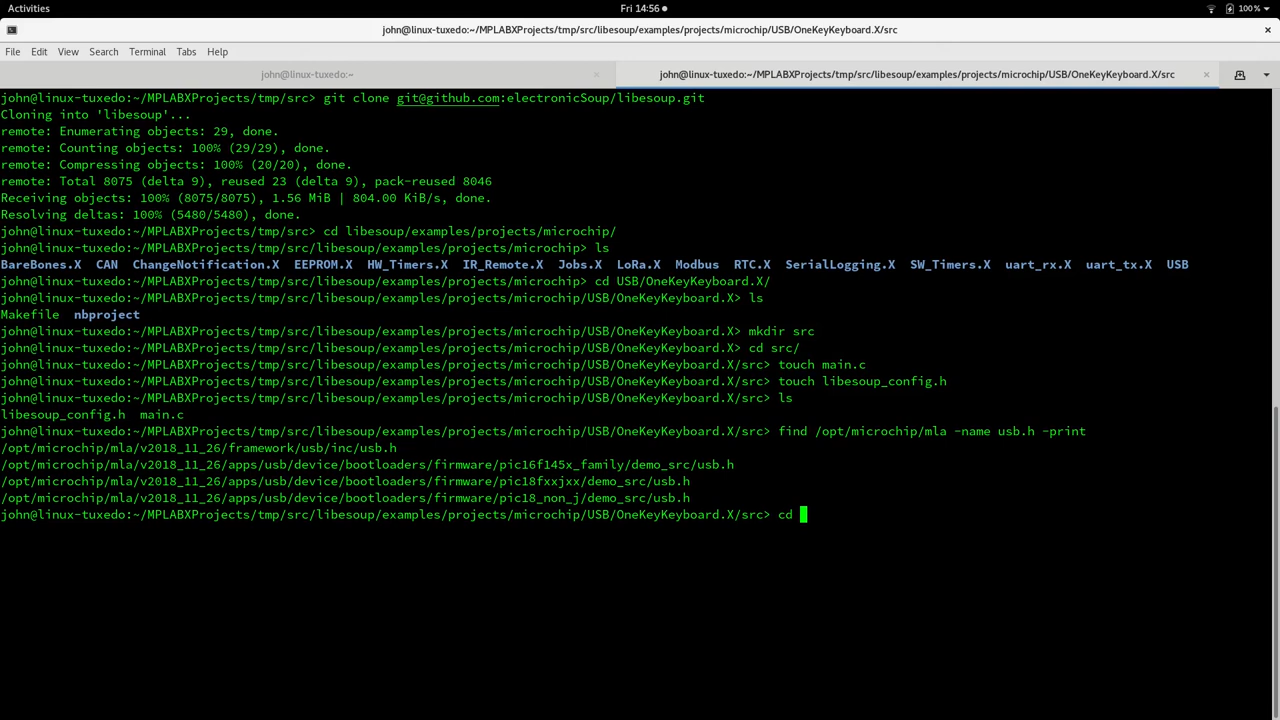 Activities
Fri 14:56
100%
john@linux-tuxedo:~/MPLABXProjects/tmp/src/libesoup/examples/projects/microchip/USB/OneKeyKeyboard.X/src
File Edit View Search Terminal Tabs Help
john@linux-tuxedo:~
john@linux-tuxedo:~/MPLABXProjects/tmp/src/libesoup/examples/projects/microchip/USB/OneKeyKeyboard.X/src
john@linux-tuxedo:~/MPLABXProjects/tmp/src> git clone git@github.com:electronicSoup/libesoup.git
Cloning into 'libesoup'...
remote: Enumerating objects: 29, done.
remote: Counting objects: 100% (29/29), done.
remote: Compressing objects: 100% (20/20), done.
remote: Total 8075 (delta 9), reused 23 (delta 9), pack-reused 8046
Receiving objects: 100% (8075/8075), 1.56 MiB | 804.00 KiB/s, done.
Resolving deltas: 100% (5480/5480), done.
john@linux-tuxedo:~/MPLABXProjects/tmp/src> cd libesoup/examples/projects/microchip/
john@linux-tuxedo:~/MPLABXProjects/tmp/src/libesoup/examples/projects/microchip> ls
BareBones.X CAN ChangeNotification.X EEPROM.X HW_Timers.X IR_Remote.X Jobs.X LoRa.X Modbus RTC.X SerialLogging.X SW_Timers.X uart_rx.X uart_tx.X USB
john@linux-tuxedo:~/MPLABXProjects/tmp/src/libesoup/examples/projects/microchip> cd USB/OneKeyKeyboard.X/
john@linux-tuxedo:~/MPLABXProjects/tmp/src/libesoup/examples/projects/microchip/USB/OneKeyKeyboard.X> ls
Makefile nbproject
john@linux-tuxedo:~/MPLABXProjects/tmp/src/libesoup/examples/projects/microchip/USB/OneKeyKeyboard.X> mkdir src
john@linux-tuxedo:~/MPLABXProjects/tmp/src/libesoup/examples/projects/microchip/USB/OneKeyKeyboard.X> cd src/
john@linux-tuxedo:~/MPLABXProjects/tmp/src/libesoup/examples/projects/microchip/USB/OneKeyKeyboard.X/src> touch main.c
john@linux-tuxedo:~/MPLABXProjects/tmp/src/libesoup/examples/projects/microchip/USB/OneKeyKeyboard.X/src> touch libesoup_config.h
john@linux-tuxedo:~/MPLABXProjects/tmp/src/libesoup/examples/projects/microchip/USB/OneKeyKeyboard.X/src> ls
libesoup_config.h main.c
john@linux-tuxedo:~/MPLABXProjects/tmp/src/libesoup/examples/projects/microchip/USB/OneKeyKeyboard.X/src> find /opt/microchip/mla -name usb.h -print
/opt/microchip/mla/v2018_11_26/framework/usb/inc/usb.h
/opt/microchip/mla/v2018_11_26/apps/usb/device/bootloaders/firmware/pic16f145x_family/demo_src/usb.h
/opt/microchip/mla/v2018_11_26/apps/usb/device/bootloaders/firmware/pic18fxxjxx/demo_src/usb.h
/opt/microchip/mla/v2018_11_26/apps/usb/device/bootloaders/firmware/pic18_non_j/demo_src/usb.h
john@linux-tuxedo:~/MPLABXProjects/tmp/src/libesoup/examples/projects/microchip/USB/OneKeyKeyboard.X/src> cd